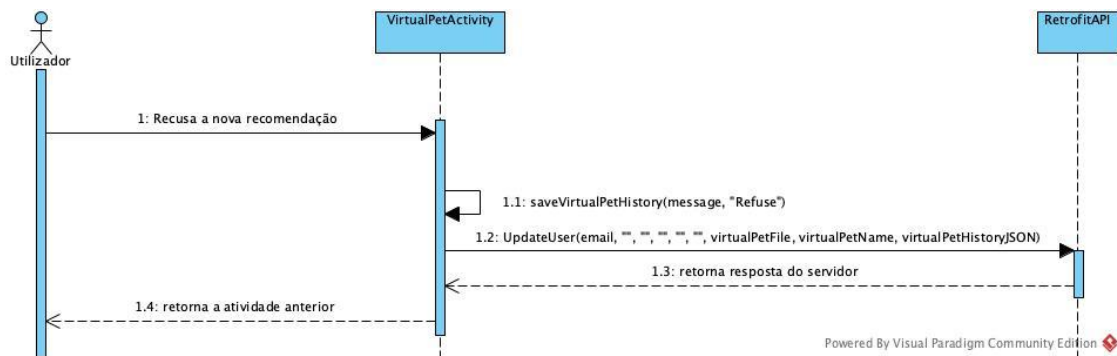 VirtualPetActivity
RetrofitAPI
Utilizador
1: Recusa a nova recomendação
1.1: saveVirtualPetHistory(message, "Refuse")
1.2: UpdateUser(email, "", "", "", "", "", virtualPetFile, virtualPetName, virtualPetHistoryJSON)
1.3: retorna resposta do servidor
1.4: retorna a atividade anterior
Powered By Visual Paradigm Community Edition